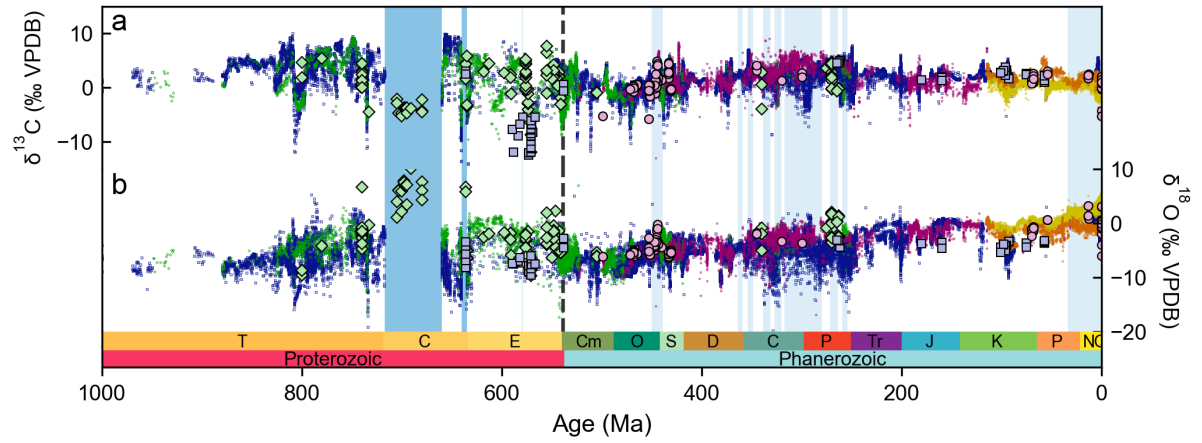 a
10
0
−10
δ¹³C (‰ VPDB)
b
10
0
−10
−20
δ¹⁸O (‰ VPDB)
T C E Cm O S D C P Tr J K P N
Proterozoic Phanerozoic
1000 800 600 400 200 0
Age (Ma)